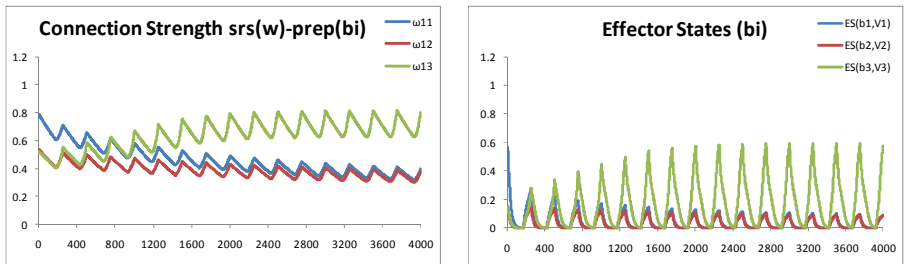 Connection Strength srs(w)-prep(bi)
ω11
ω12
ω13
1.2
1
0.8
0.6
0.4
0.2
0
0 400 800 1200 1600 2000 2400 2800 3200 3600 4000
Effector States (bi)
ES(b1,V1)
ES(b2,V2)
ES(b3,V3)
1.2
1
0.8
0.6
0.4
0.2
0
0 400 800 1200 1600 2000 2400 2800 3200 3600 4000